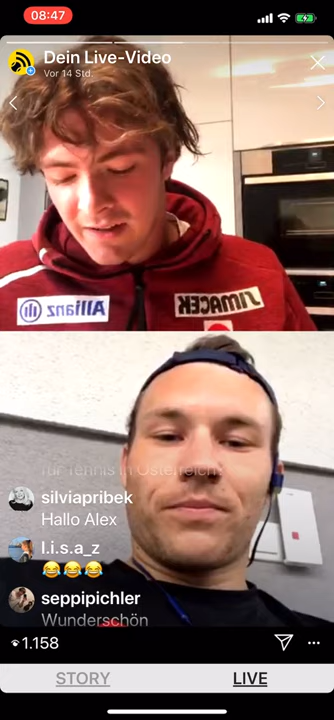 08:47
Dein Live-Video
Vor 14 Std.
Allianz
ZIMACEK
für Tennis in Österreich?
silviapribek
Hallo Alex
l.i.s.a_z
😂😂😂
seppipichler
Wunderschön
1.158
STORY
LIVE